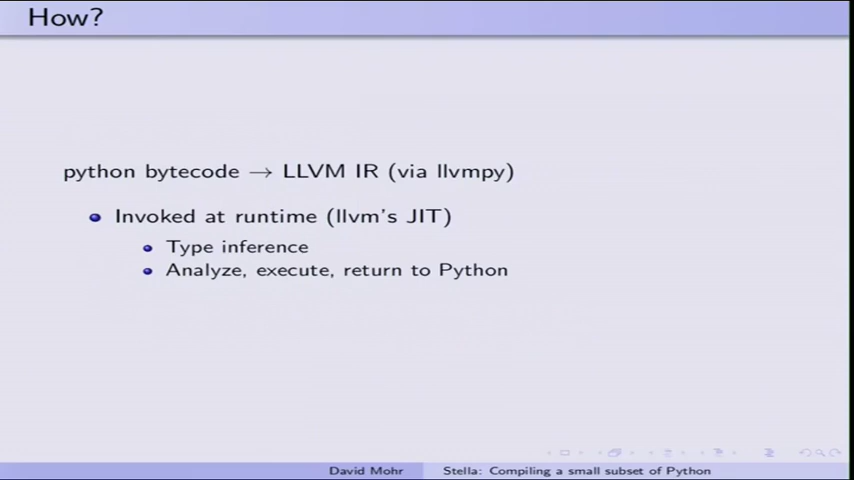 How?
python bytecode → LLVM IR (via llvmpy)
Invoked at runtime (llvm's JIT)
Type inference
Analyze, execute, return to Python
David Mohr Stella: Compiling a small subset of Python